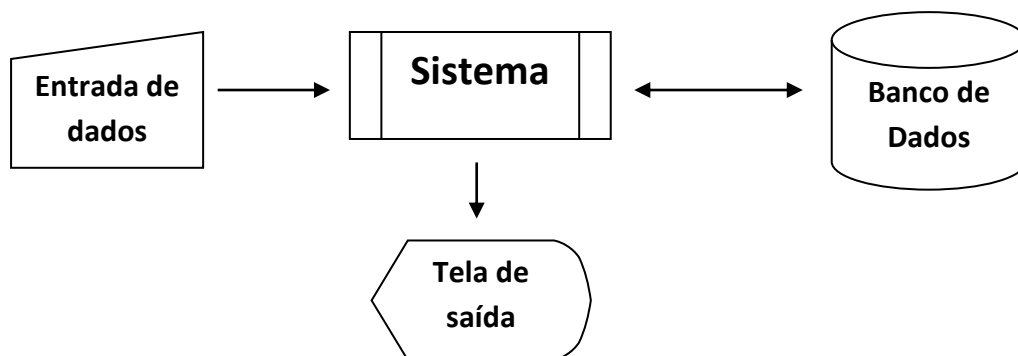 Entrada de
dados
Sistema
Banco de
Dados
Tela de
saída